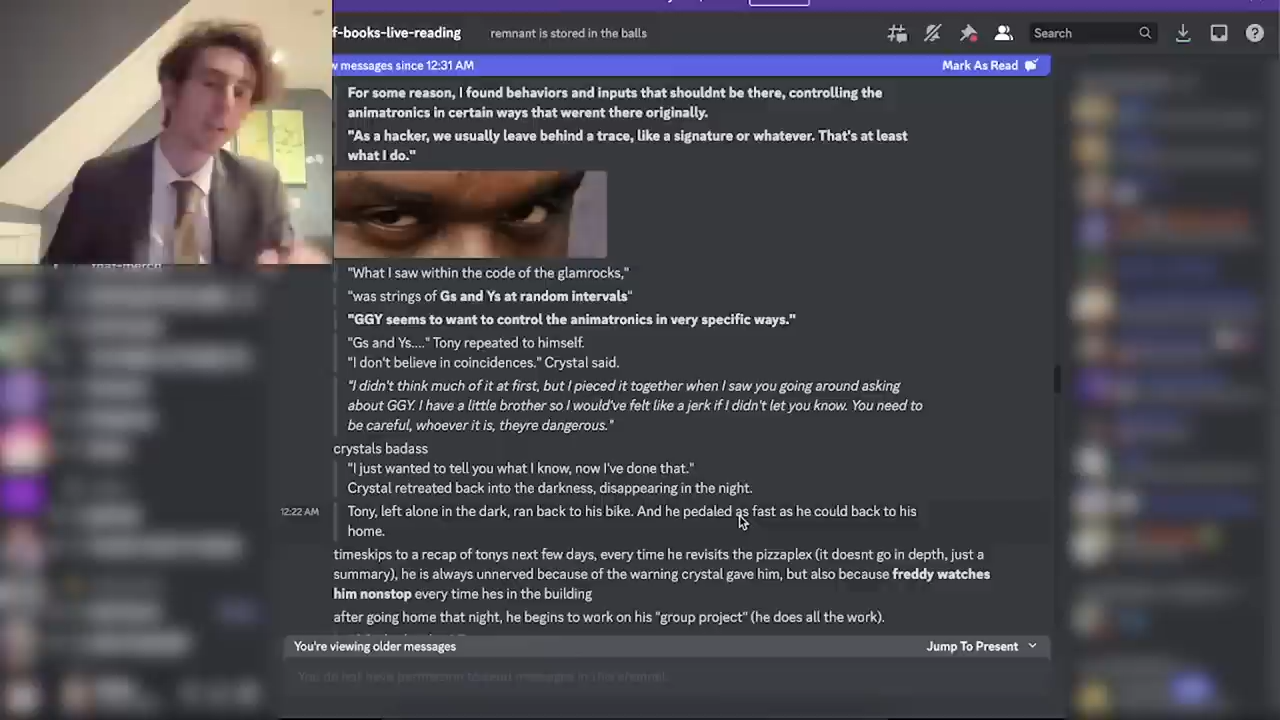 f-books-live-reading
remnant is stored in the balls
Search
messages since 12:31 AM
Mark As Read
For some reason, I found behaviors and inputs that shouldnt be there, controlling the
animatronics in certain ways that werent there originally.
"As a hacker, we usually leave behind a trace, like a signature or whatever. That's at least
what I do."
"What I saw within the code of the glamrocks,"
"was strings of Gs and Ys at random intervals"
"GGY seems to want to control the animatronics in very specific ways."
"Gs and Ys...." Tony repeated to himself.
"I don't believe in coincidences." Crystal said.
"I didn't think much of it at first, but I pieced it together when I saw you going around asking
about GGY. I have a little brother so I would've felt like a jerk if I didn't let you know. You need to
be careful, whoever it is, theyre dangerous."
crystals badass
"I just wanted to tell you what I know, now I've done that."
Crystal retreated back into the darkness, disappearing in the night.
12:22 AM
Tony, left alone in the dark, ran back to his bike. And he pedaled as fast as he could back to his
home.
timeskips to a recap of tonys next few days, every time he revisits the pizzaplex (it doesnt go in depth, just a
summary), he is always unnerved because of the warning crystal gave him, but also because freddy watches
him nonstop every time hes in the building
after going home that night, he begins to work on his "group project" (he does all the work).
You're viewing older messages
Jump To Present
You do not have permission to send messages in this channel.